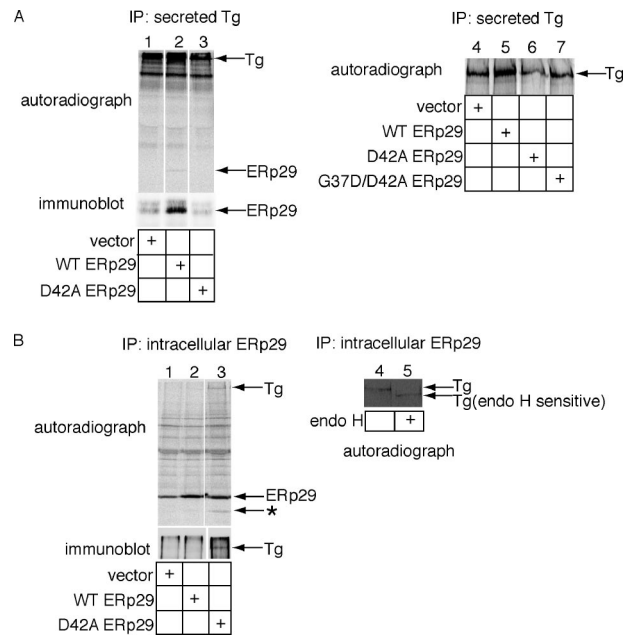 A
IP: secreted Tg
1 2 3
Tg
autoradiograph
ERp29
immunoblot
ERp29
vector +
WT ERp29 +
D42A ERp29 +
IP: secreted Tg
4 5 6 7
autoradiograph
Tg
vector +
WT ERp29 +
D42A ERp29 +
G37D/D42A ERp29 +
B
IP: intracellular ERp29
1 2 3
Tg
autoradiograph
ERp29
*
immunoblot
Tg
vector +
WT ERp29 +
D42A ERp29 +
IP: intracellular ERp29
4 5
Tg
Tg(endo H sensitive)
endo H +
autoradiograph